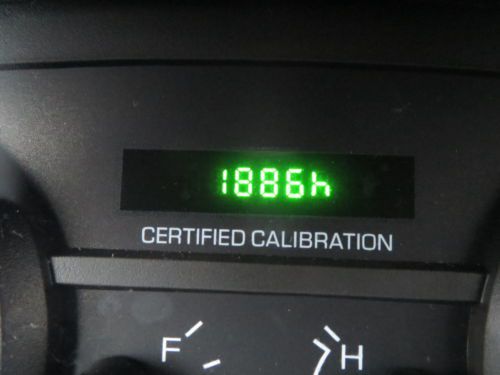 1886h
CERTIFIED CALIBRATION
F H